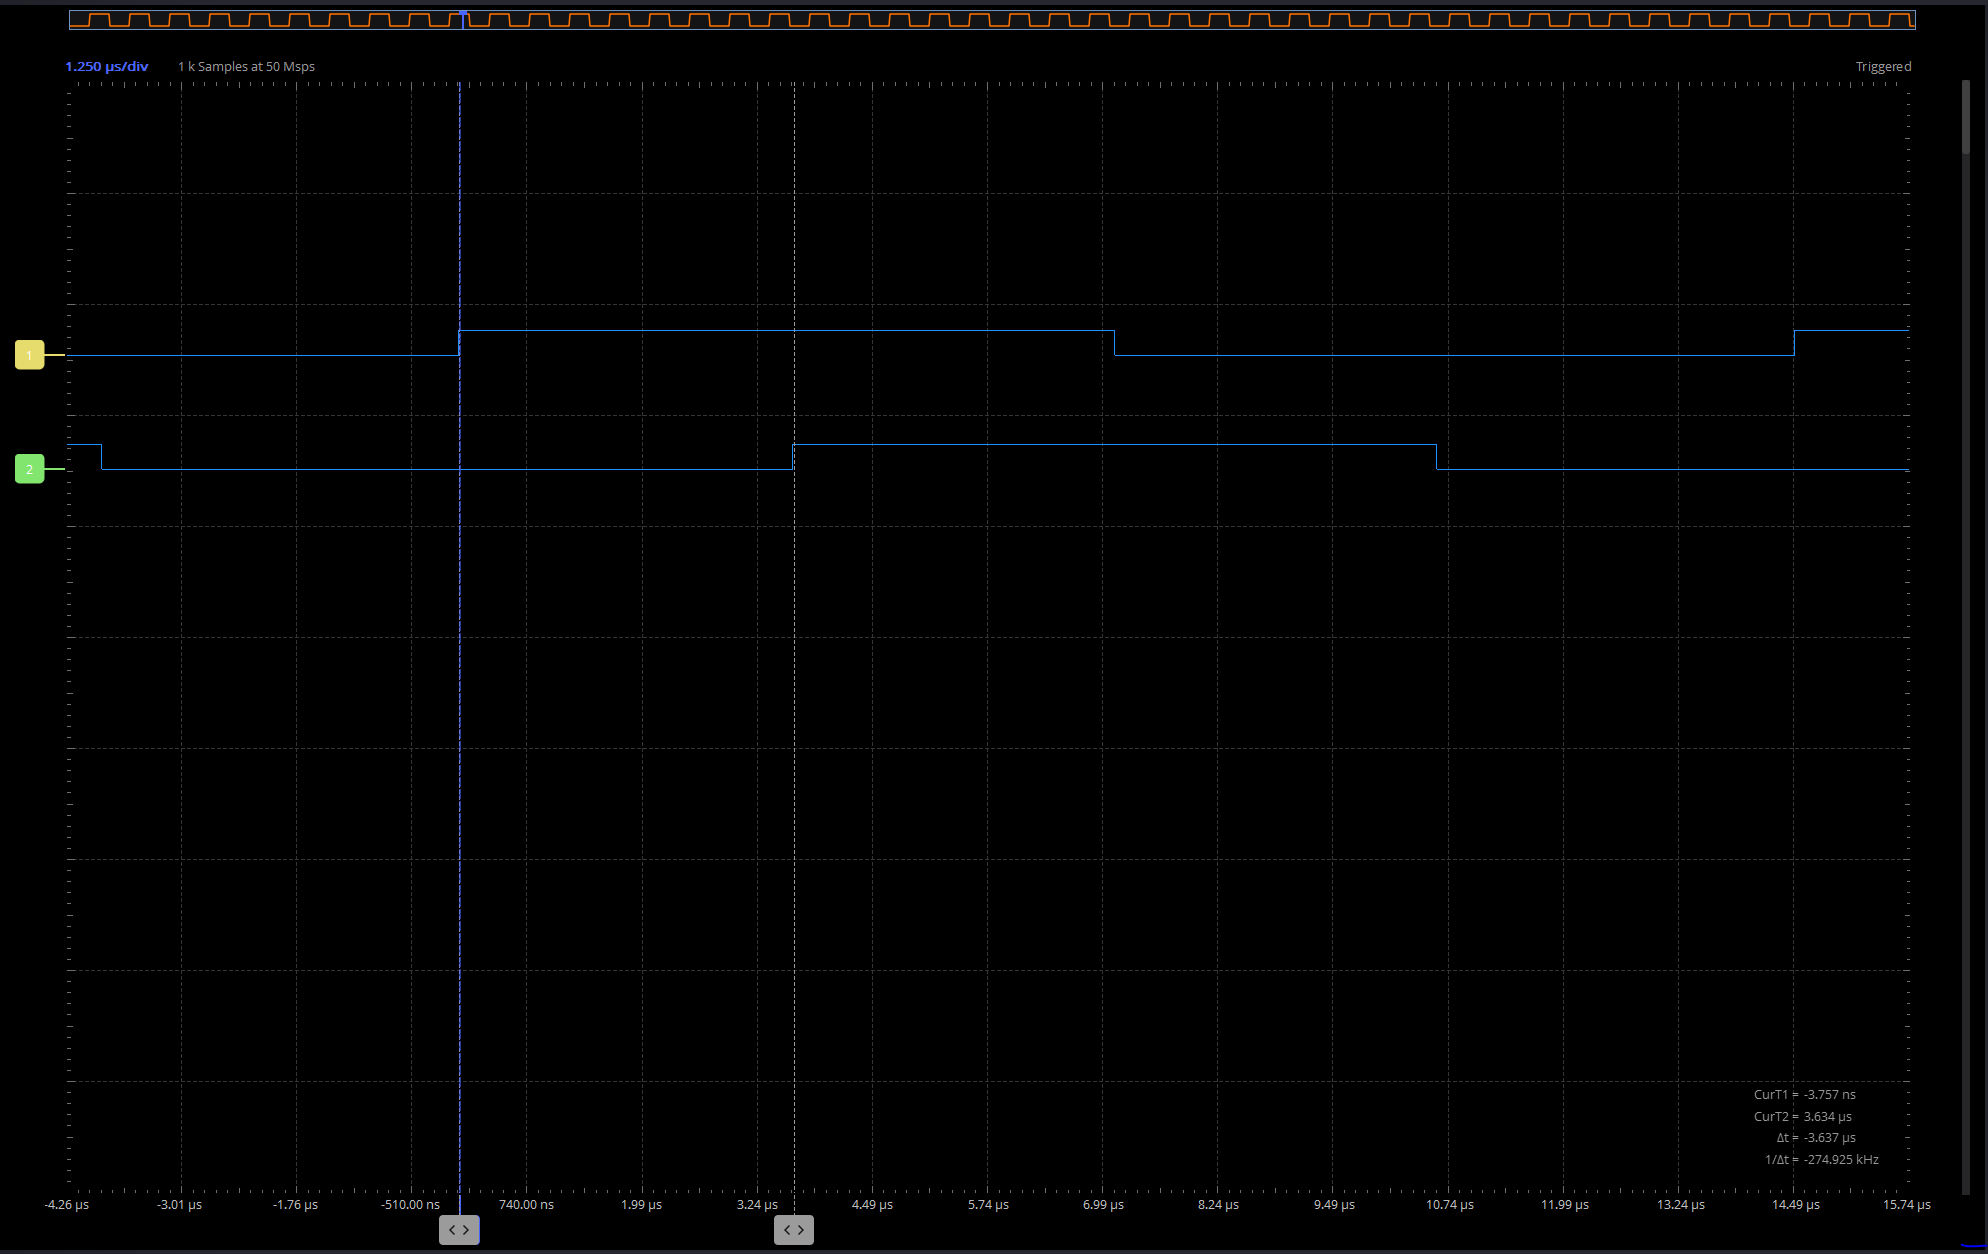 1.250 µs/div 1 k Samples at 50 Msps Triggered
1
2
CurT1 = -3.757 ns
CurT2 = 3.634 µs
Δt = -3.637 µs
1/Δt = -274.925 kHz
-4.26 µs -3.01 µs -1.76 µs -510.00 ns 740.00 ns 1.99 µs 3.24 µs 4.49 µs 5.74 µs 6.99 µs 8.24 µs 9.49 µs 10.74 µs 11.99 µs 13.24 µs 14.49 µs 15.74 µs